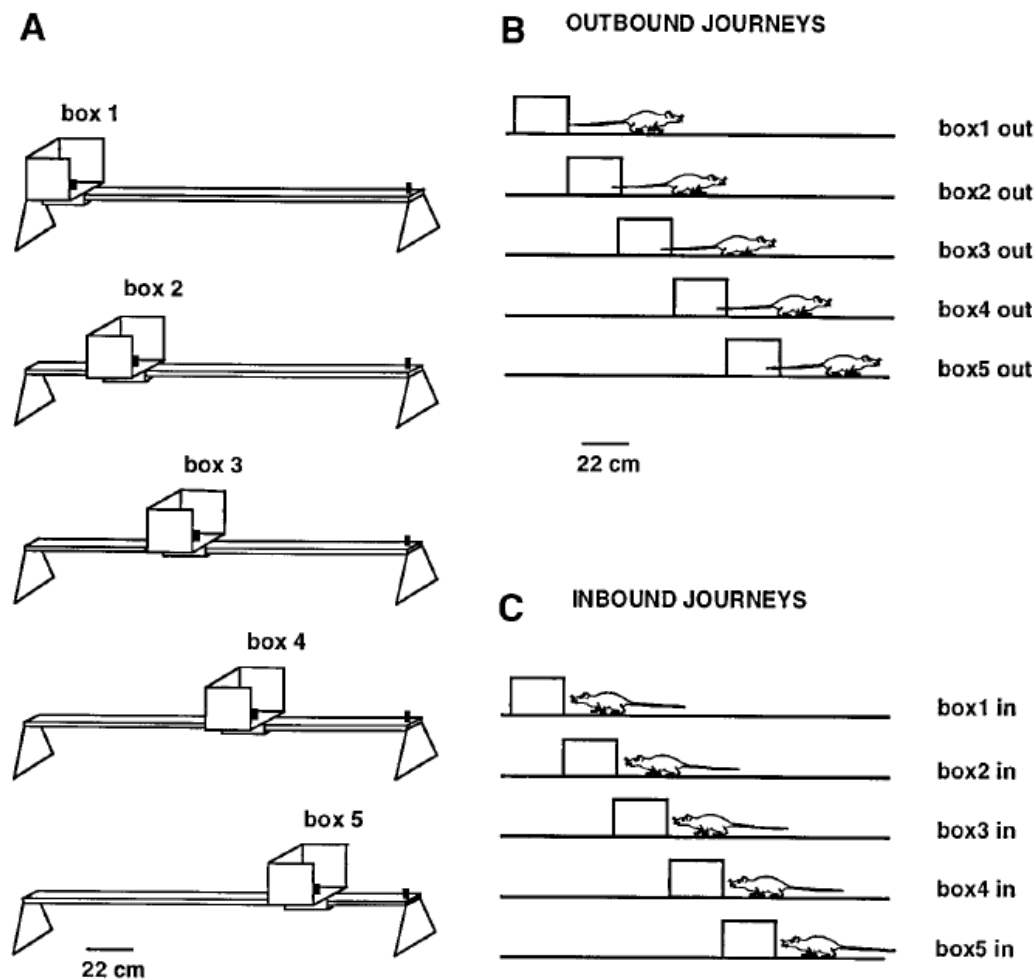 A
box 1
box 2
box 3
box 4
box 5
22 cm
B OUTBOUND JOURNEYS
box1 out
box2 out
box3 out
box4 out
box5 out
22 cm
C INBOUND JOURNEYS
box1 in
box2 in
box3 in
box4 in
box5 in